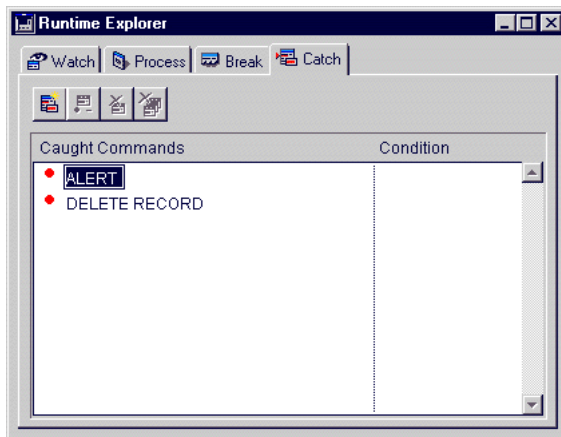 Runtime Explorer
Watch Process Break Catch
Caught Commands Condition
ALERT
DELETE RECORD